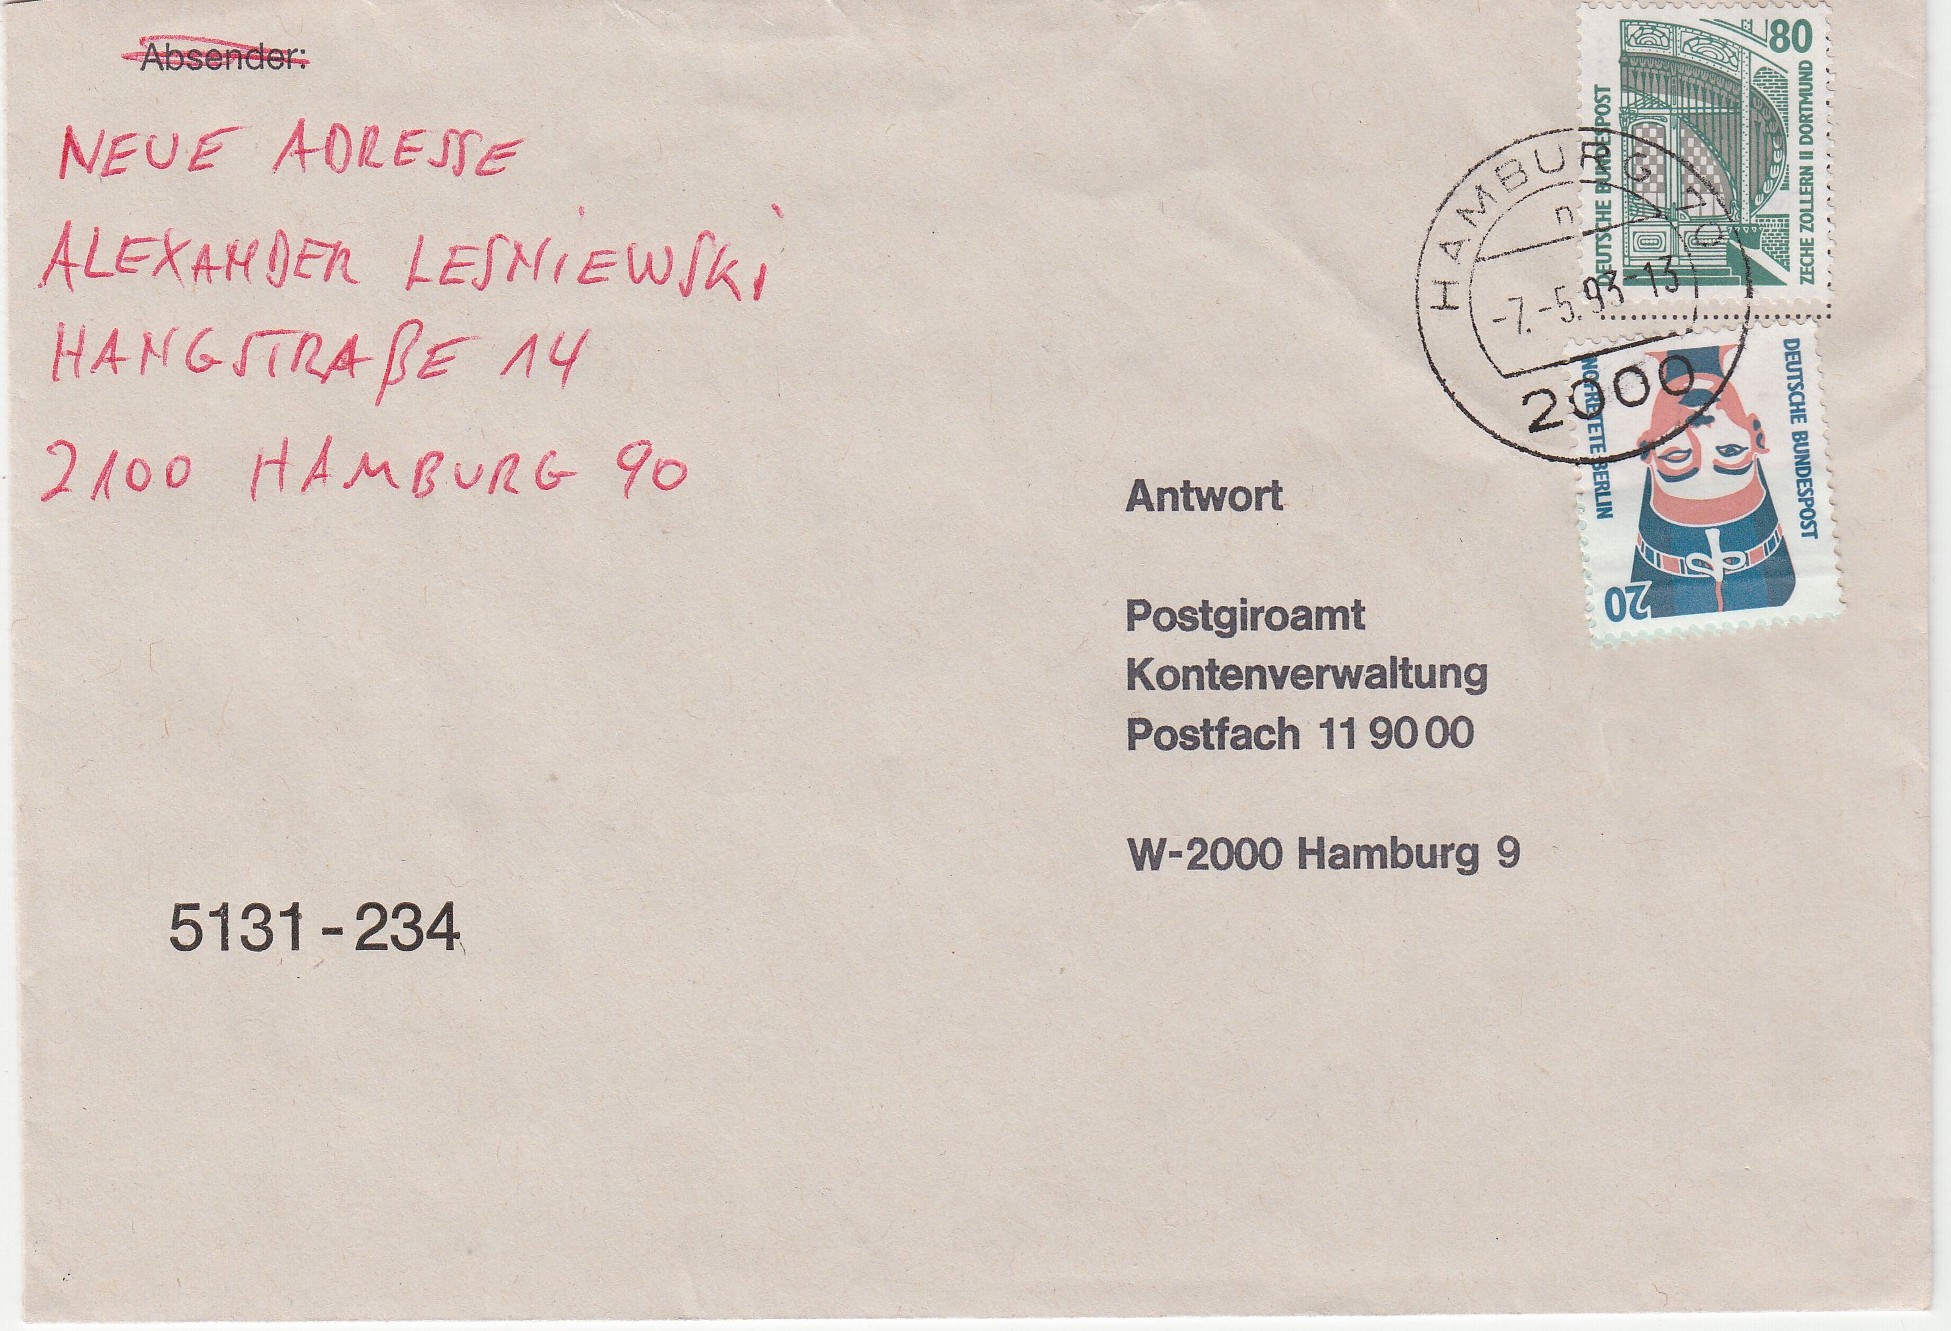 Absender:
NEUE ADRESSE
ALEXANDER LESNIEWSKI
HANGSTRAßE 14
2100 HAMBURG 90
80
DEUTSCHE BUNDESPOST
ZECHE ZOLLERN II DORTMUND
HAMBURG 70
n
-7.-5.93-13
2000
DEUTSCHE BUNDESPOST
NOFRETETE BERLIN
20
Antwort
Postgiroamt
Kontenverwaltung
Postfach 11 90 00
W-2000 Hamburg 9
5131-234